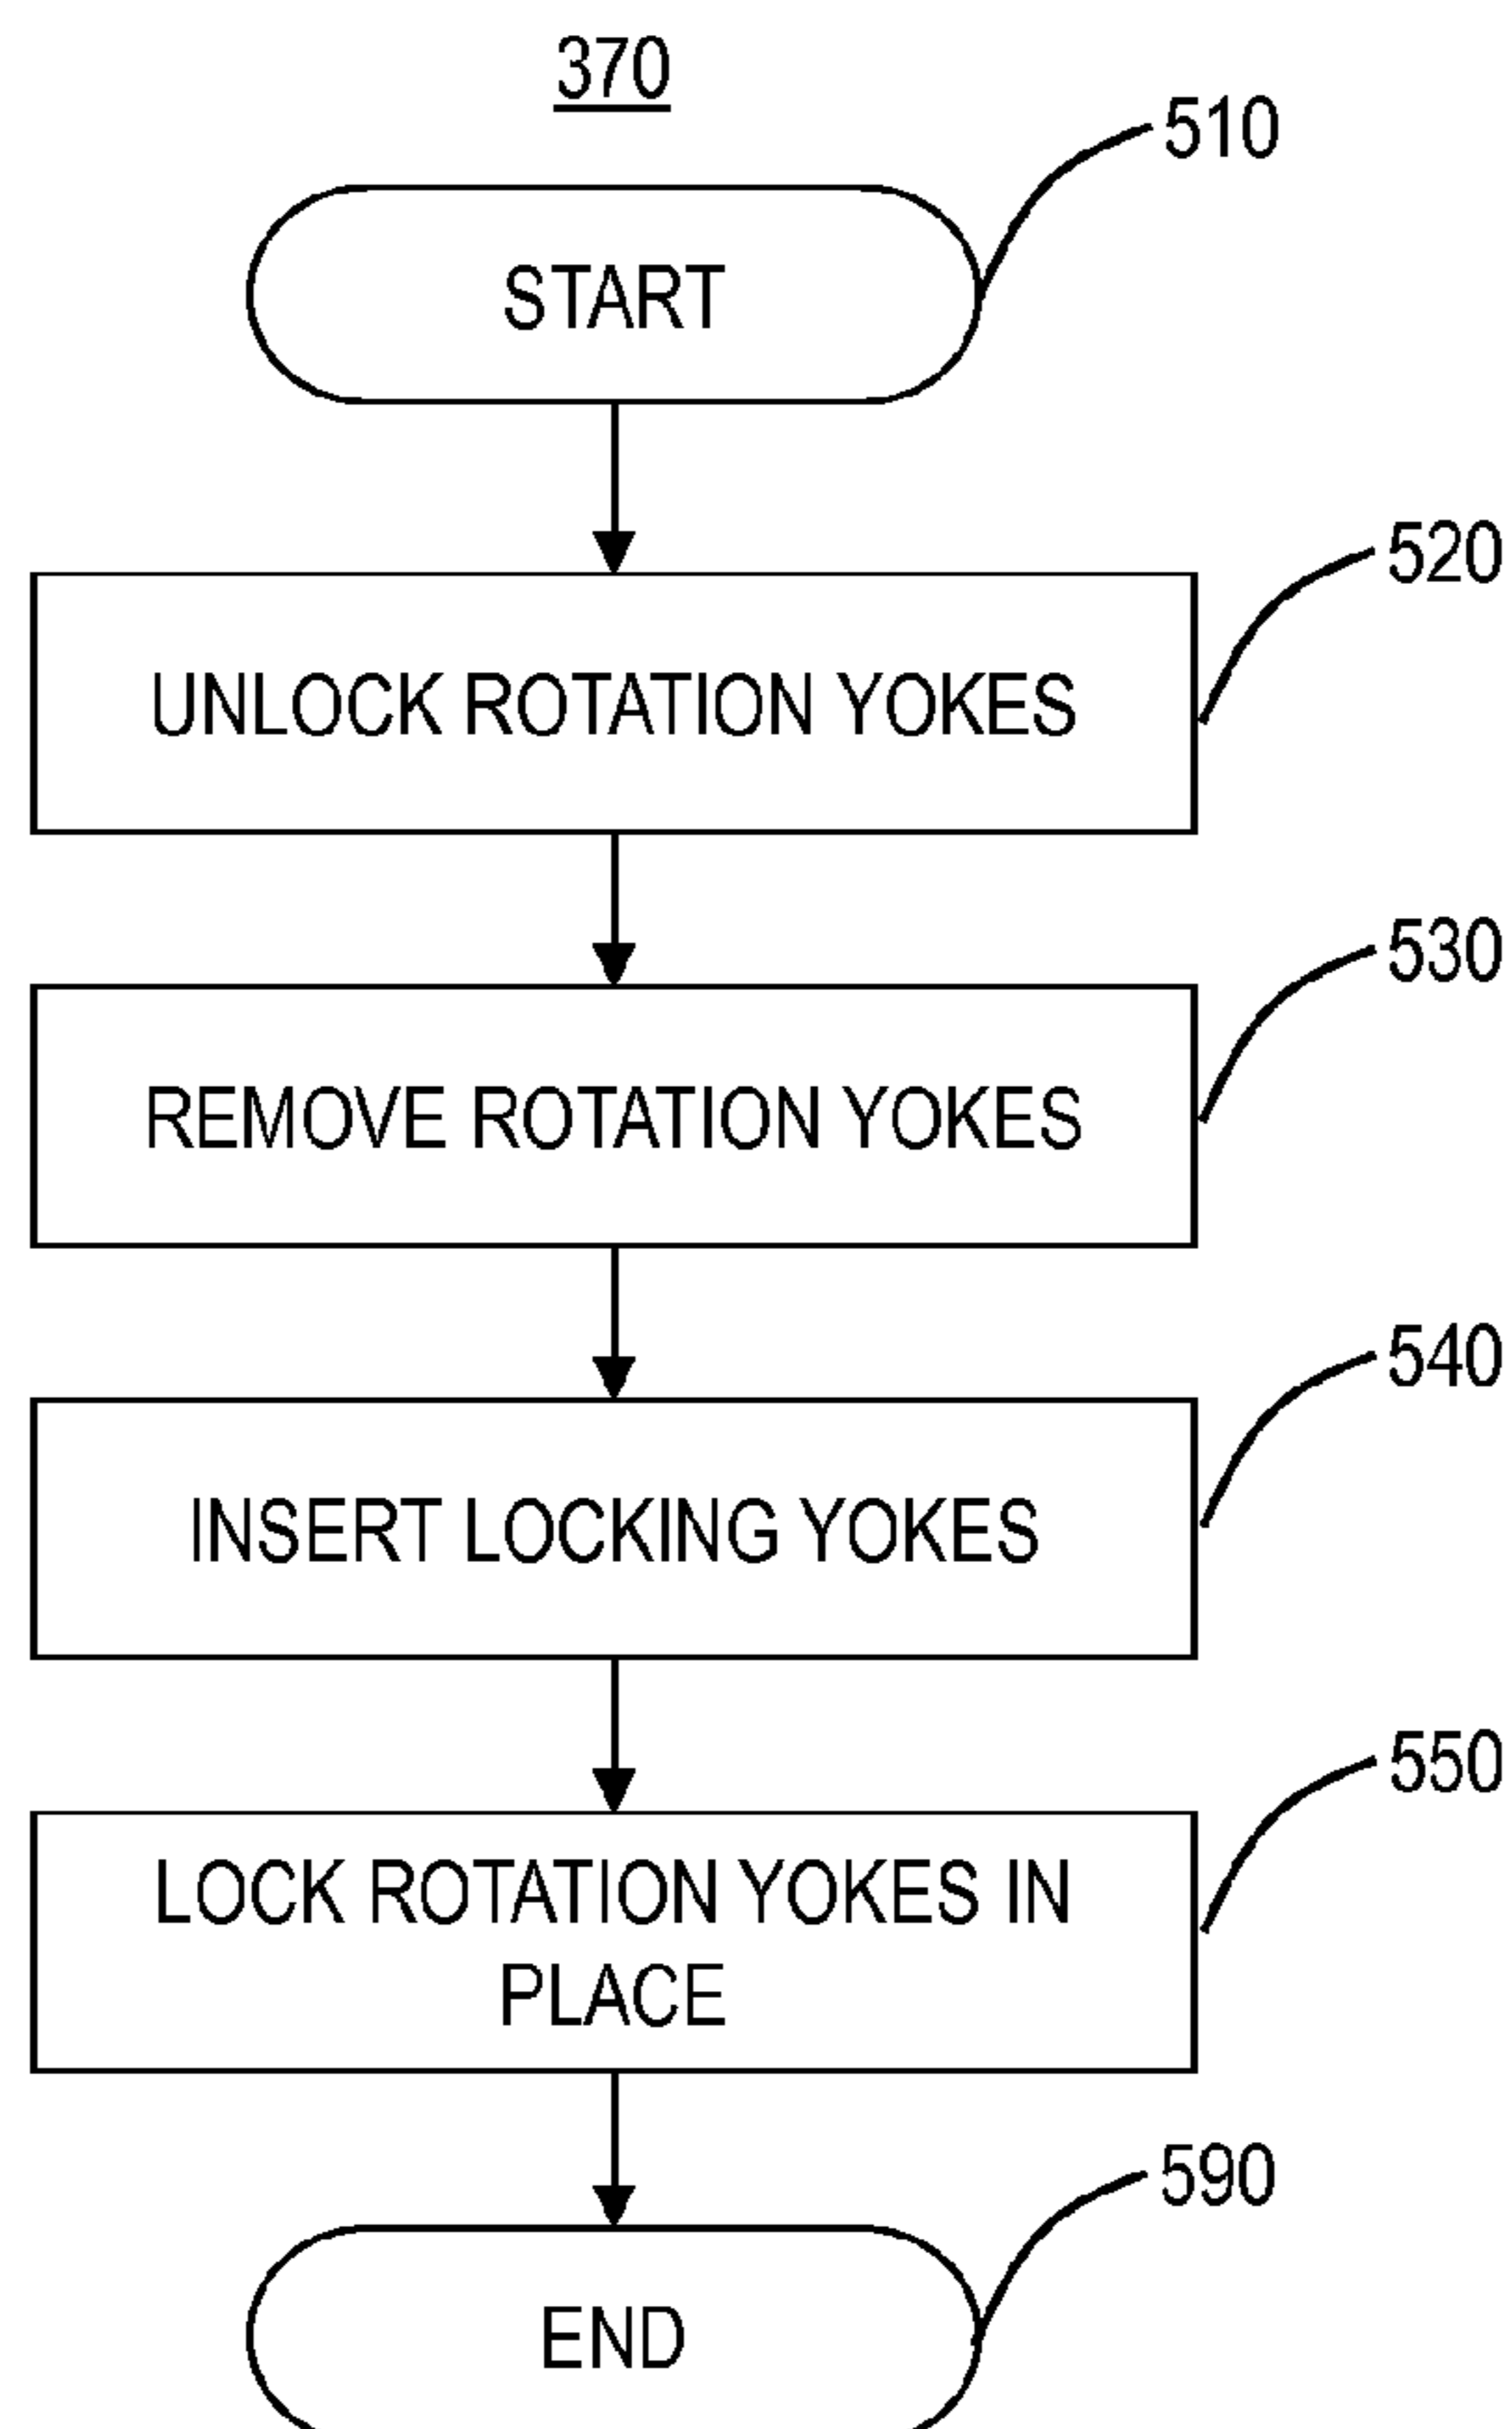 370
510
START
520
UNLOCK ROTATION YOKES
530
REMOVE ROTATION YOKES
540
INSERT LOCKING YOKES
550
LOCK ROTATION YOKES IN
PLACE
590
END